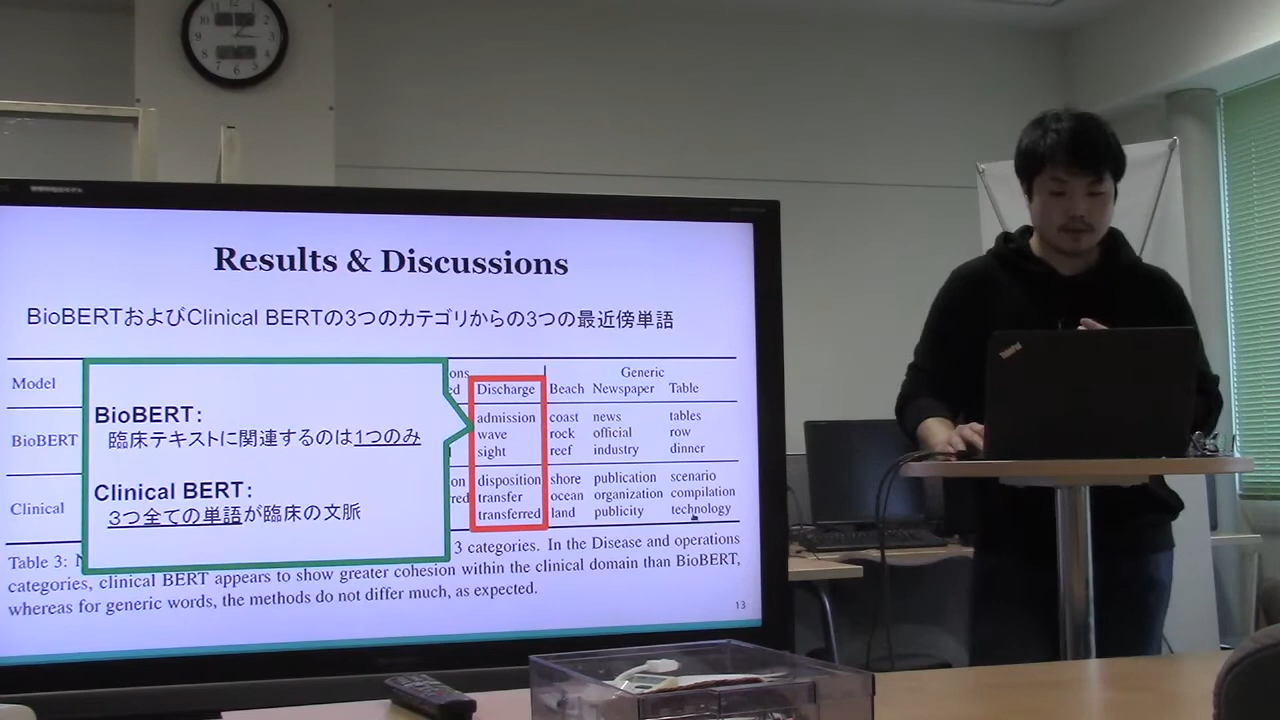 Results & Discussions
BioBERTおよびClinical BERTの3つのカテゴリからの3つの最近傍単語
Generic
Model Discharge Beach Newspaper Table
BioBERT admission coast news tables
wave rock official row
sight reef industry dinner
Clinical disposition shore publication scenario
transfer ocean organization compilation
transferred land publicity technology
BioBERT:
臨床テキストに関連するのは1つのみ
Clinical BERT:
3つ全ての単語が臨床の文脈
Table 3: 3 categories. In the Disease and operations
categories, clinical BERT appears to show greater cohesion within the clinical domain than BioBERT,
whereas for generic words, the methods do not differ much, as expected.
13
ThinkPad